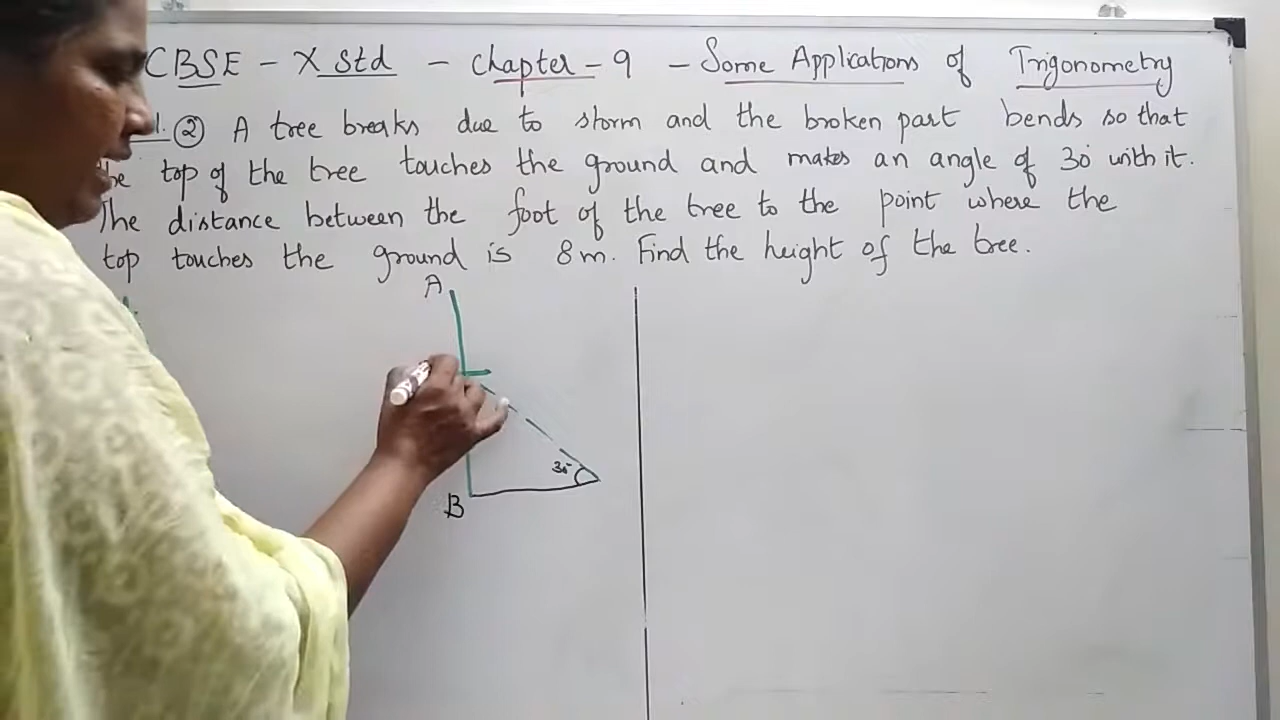 CBSE - X Std - Chapter - 9 - Some Applications of Trigonometry
1. ② A tree breaks due to storm and the broken part bends so that
the top of the tree touches the ground and makes an angle of 30° with it.
The distance between the foot of the tree to the point where the
top touches the ground is 8m. Find the height of the tree.
A
30°
B